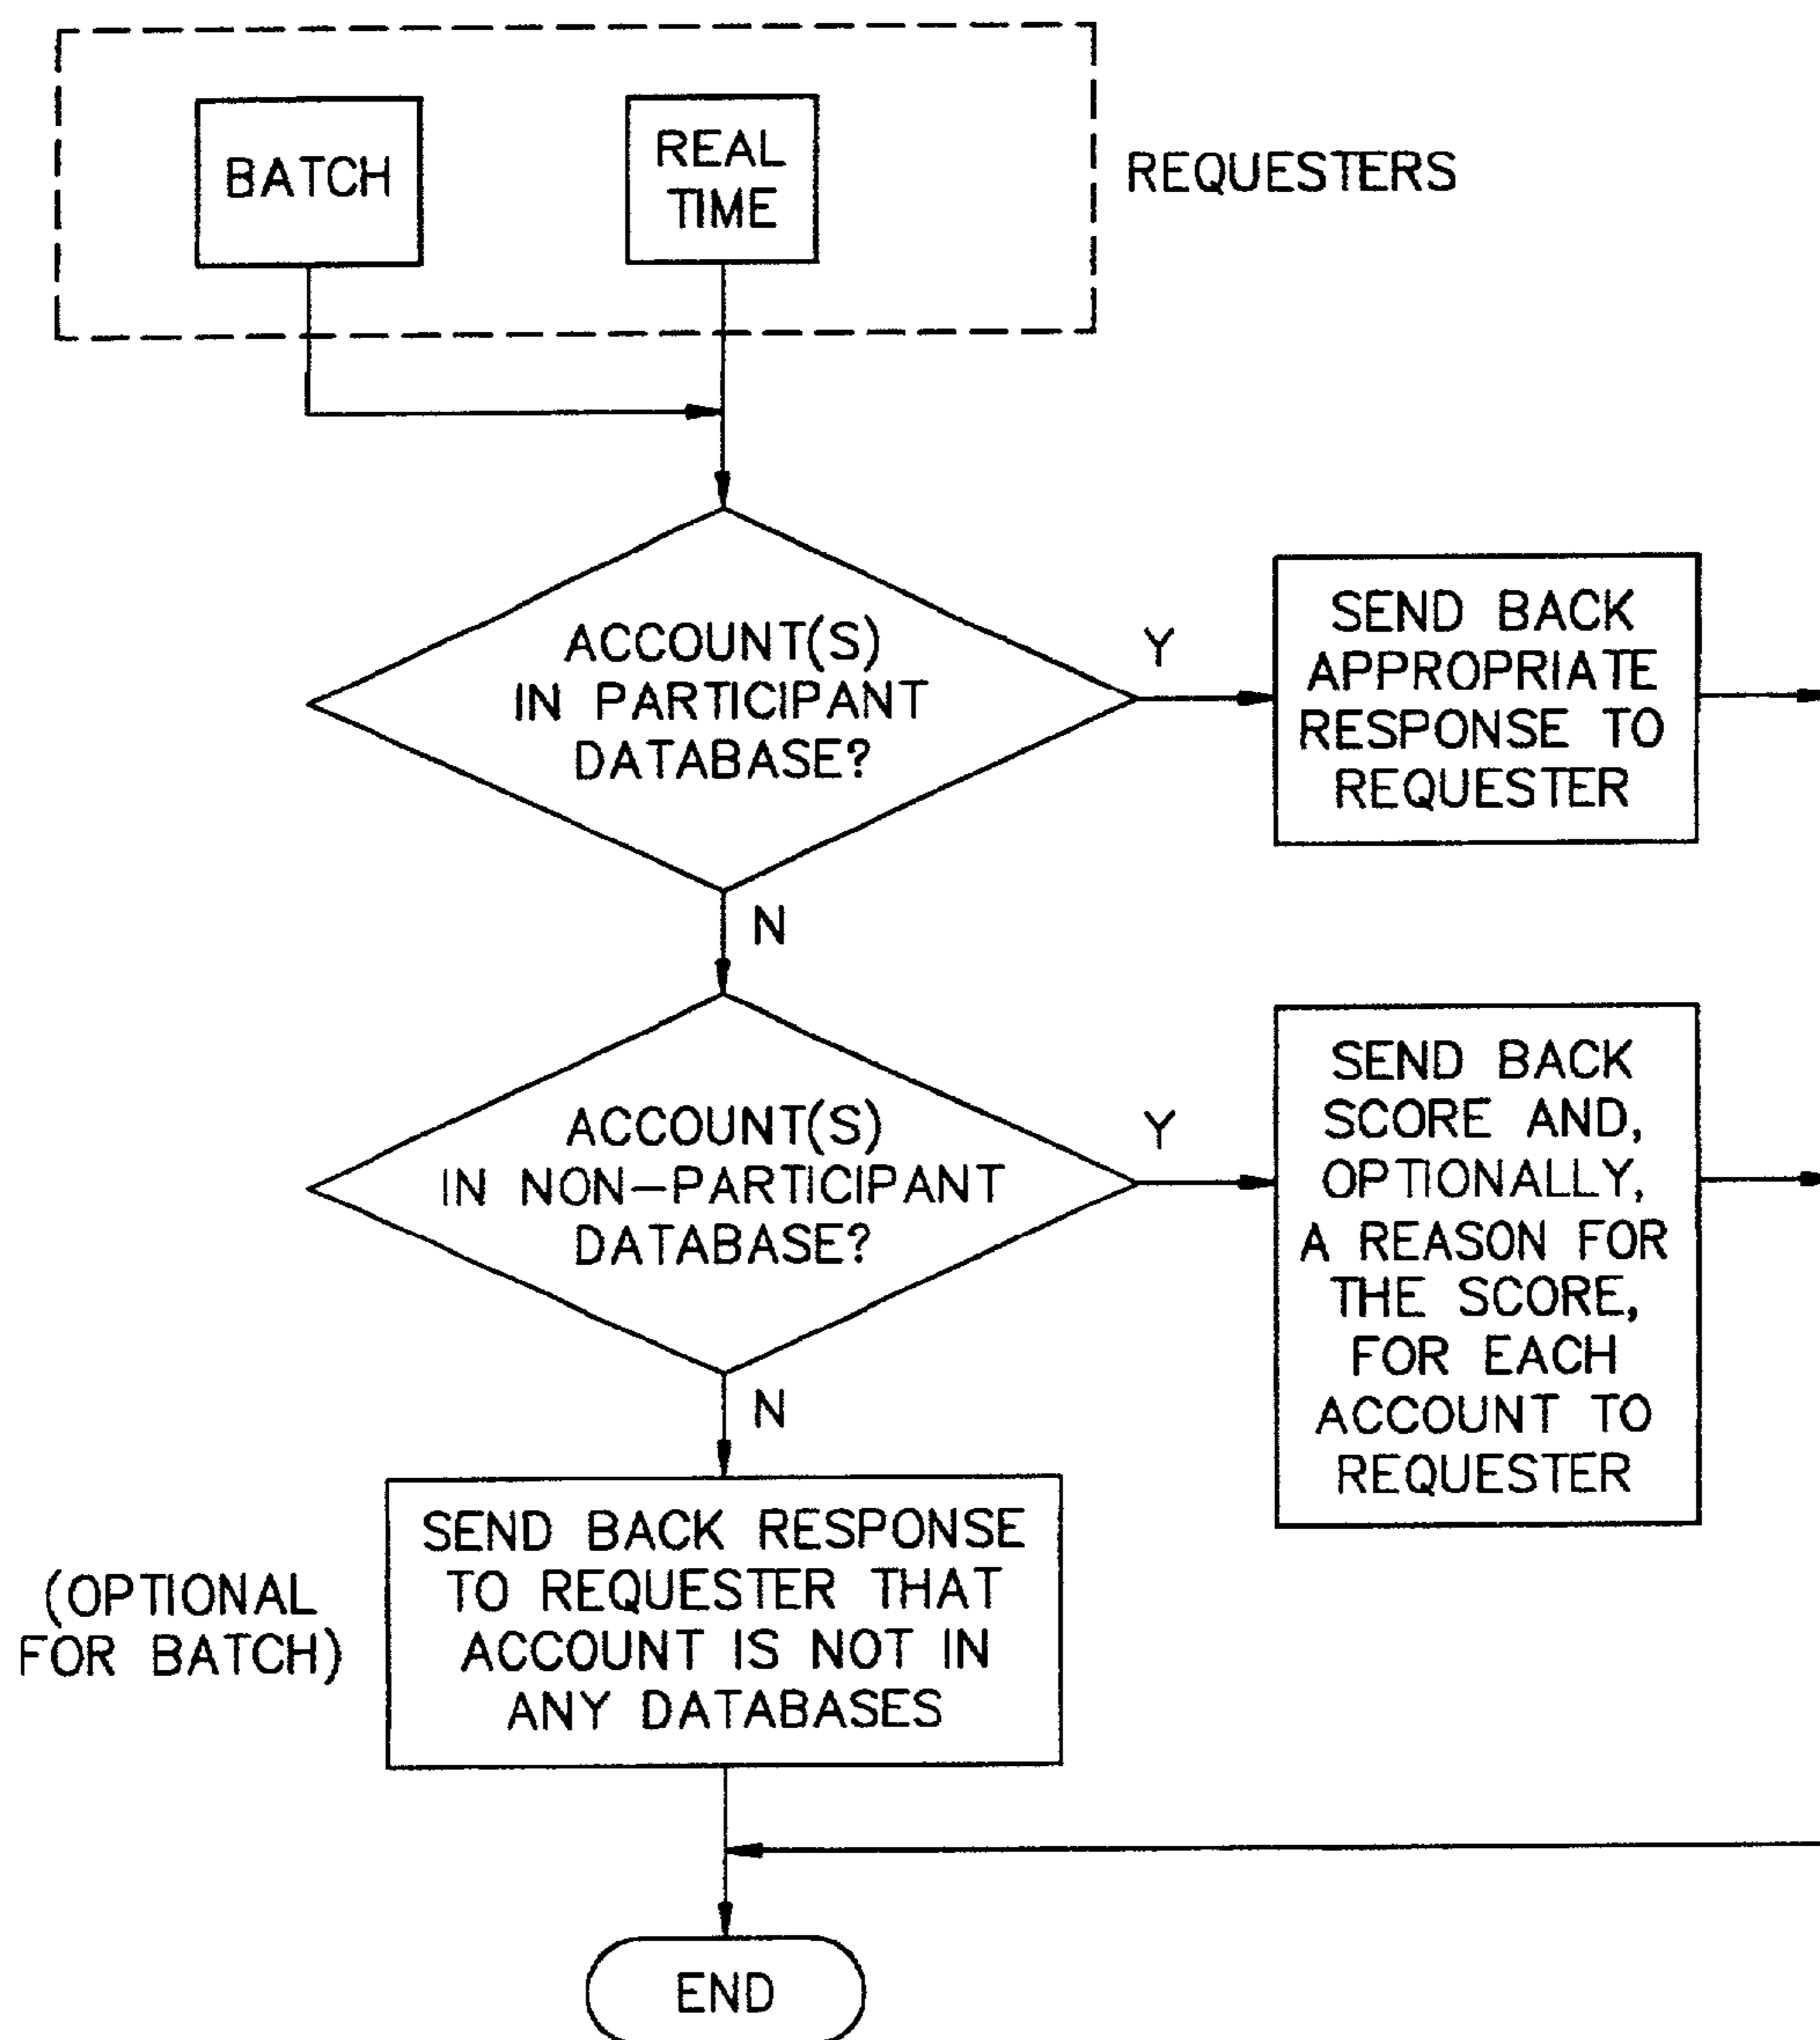 BATCH
REAL
TIME
REQUESTERS
ACCOUNT(S)
IN PARTICIPANT
DATABASE?
Y
SEND BACK
APPROPRIATE
RESPONSE TO
REQUESTER
N
ACCOUNT(S)
IN NON-PARTICIPANT
DATABASE?
Y
SEND BACK
SCORE AND,
OPTIONALLY,
A REASON FOR
THE SCORE,
FOR EACH
ACCOUNT TO
REQUESTER
N
(OPTIONAL
FOR BATCH)
SEND BACK RESPONSE
TO REQUESTER THAT
ACCOUNT IS NOT IN
ANY DATABASES
END